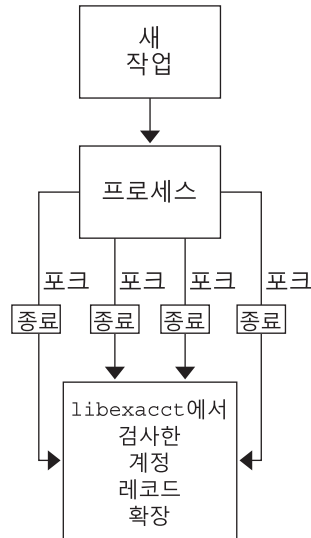 새
작업
프로세스
포크 포크 포크 포크
종료 종료 종료 종료
libexacct에서
검사한
계정
레코드
확장